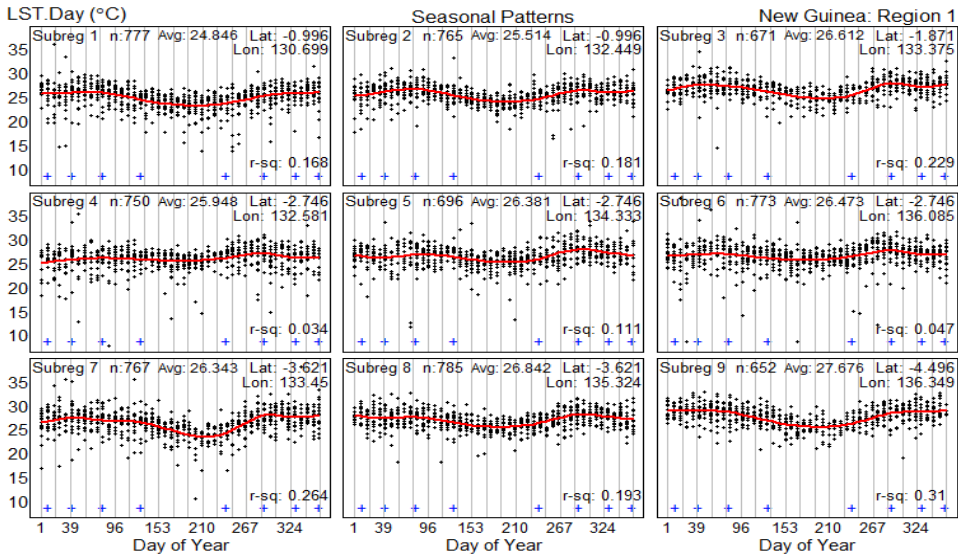 LST.Day (°C) Seasonal Patterns New Guinea: Region 1
Subreg 1 n:777 Avg: 24.846 Lat: -0.996
Lon: 130.699
r-sq: 0.168
Subreg 2 n:765 Avg: 25.514 Lat: -0.996
Lon: 132.449
r-sq: 0.181
Subreg 3 n:671 Avg: 26.612 Lat: -1.871
Lon: 133.375
r-sq: 0.229
35
30
25
20
15
10
Subreg 4 n:750 Avg: 25.948 Lat: -2.746
Lon: 132.581
r-sq: 0.034
Subreg 5 n:696 Avg: 26.381 Lat: -2.746
Lon: 134.333
r-sq: 0.111
Subreg 6 n:773 Avg: 26.473 Lat: -2.746
Lon: 136.085
r-sq: 0.047
35
30
25
20
15
10
Subreg 7 n:767 Avg: 26.343 Lat: -3.621
Lon: 133.45
r-sq: 0.264
Subreg 8 n:785 Avg: 26.842 Lat: -3.621
Lon: 135.324
r-sq: 0.193
Subreg 9 n:652 Avg: 27.676 Lat: -4.496
Lon: 136.349
r-sq: 0.31
35
30
25
20
15
10
1 39 96 153 210 267 324
1 39 96 153 210 267 324
1 39 96 153 210 267 324
Day of Year Day of Year Day of Year